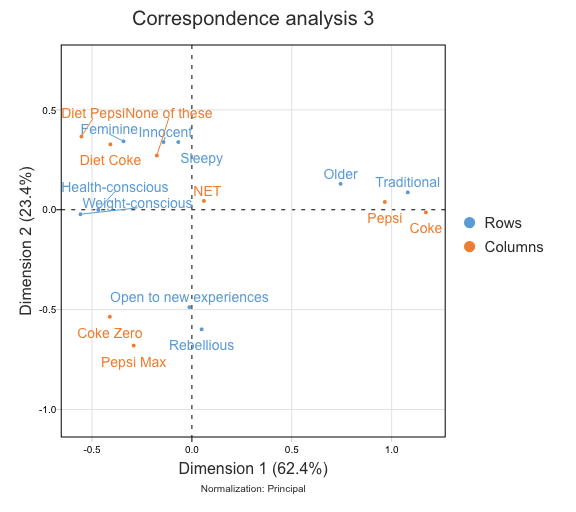 Correspondence analysis 3
Diet Pepsi
None of these
Feminine
Innocent
Diet Coke
Sleepy
Health-conscious
NET
Weight-conscious
Older
Traditional
Pepsi
Coke
Open to new experiences
Coke Zero
Rebellious
Pepsi Max
0.5
0.0
-0.5
-1.0
Dimension 2 (23.4%)
-0.5
0.0
0.5
1.0
Dimension 1 (62.4%)
Normalization: Principal
Rows
Columns